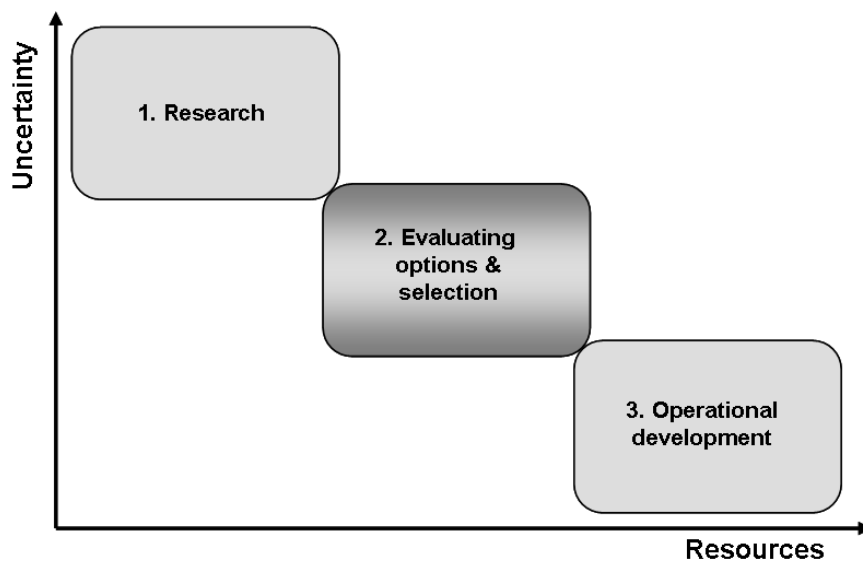 Uncertainty
1. Research
2. Evaluating
options &
selection
3. Operational
development
Resources